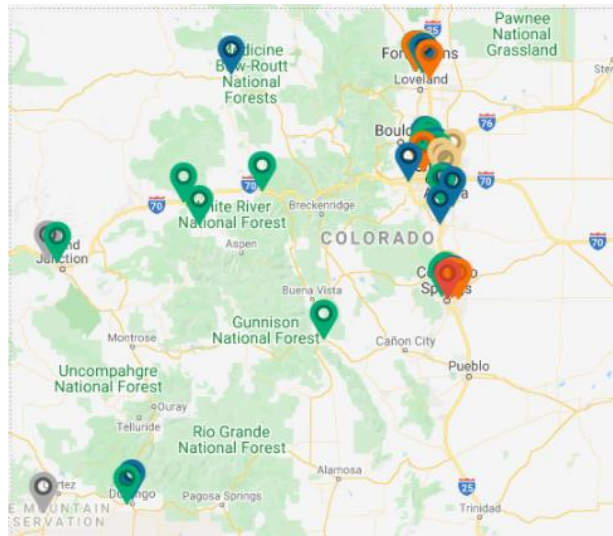 Pawnee
National
Grassland
25
Medicine
Bow-Routt
National
Forests
Loveland
76
70
70
70
White River
National Forest
Breckenridge
Aspen
COLORADO
70
Junction
Buena Vista
Gunnison
National Forest
Cañon City
Montrose
Pueblo
Uncompahgre
National Forest
Ouray
Telluride
Rio Grande
National Forest
Alamosa
Pagosa Springs
25
Trinidad
E MOUNTAIN
SERVATION